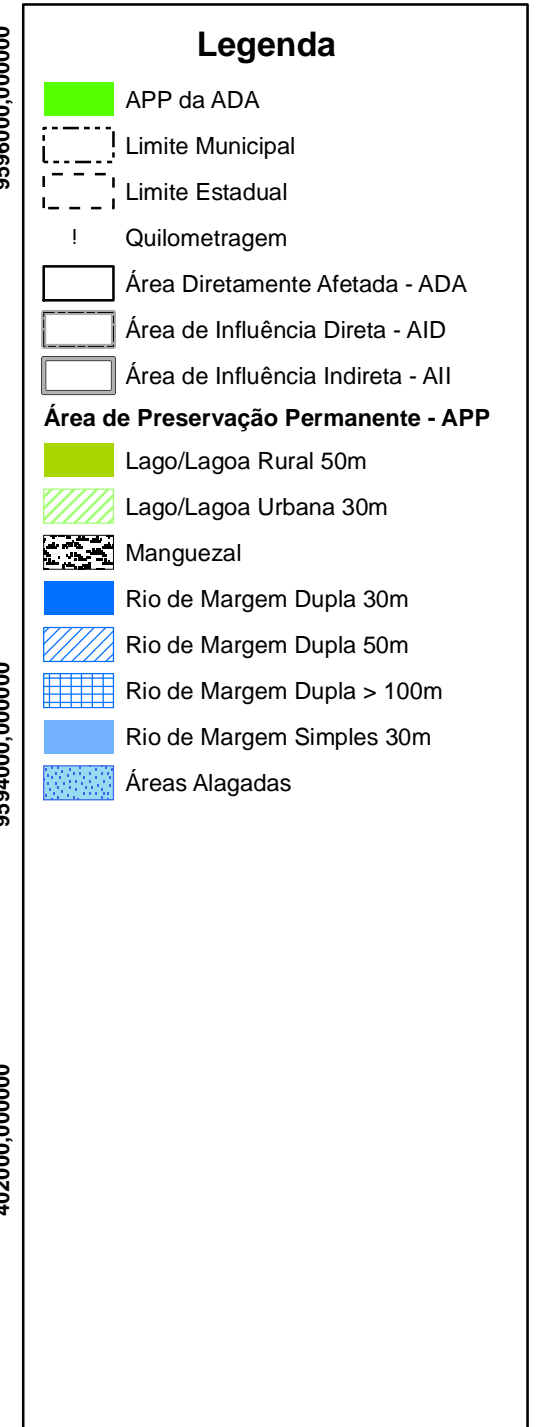 Legenda
APP da ADA
Limite Municipal
Limite Estadual
! Quilometragem
Área Diretamente Afetada - ADA
Área de Influência Direta - AID
Área de Influência Indireta - AII
Área de Preservação Permanente - APP
Lago/Lagoa Rural 50m
Lago/Lagoa Urbana 30m
Manguezal
Rio de Margem Dupla 30m
Rio de Margem Dupla 50m
Rio de Margem Dupla > 100m
Rio de Margem Simples 30m
Áreas Alagadas
9596000,000000
9594000,000000
402000,000000